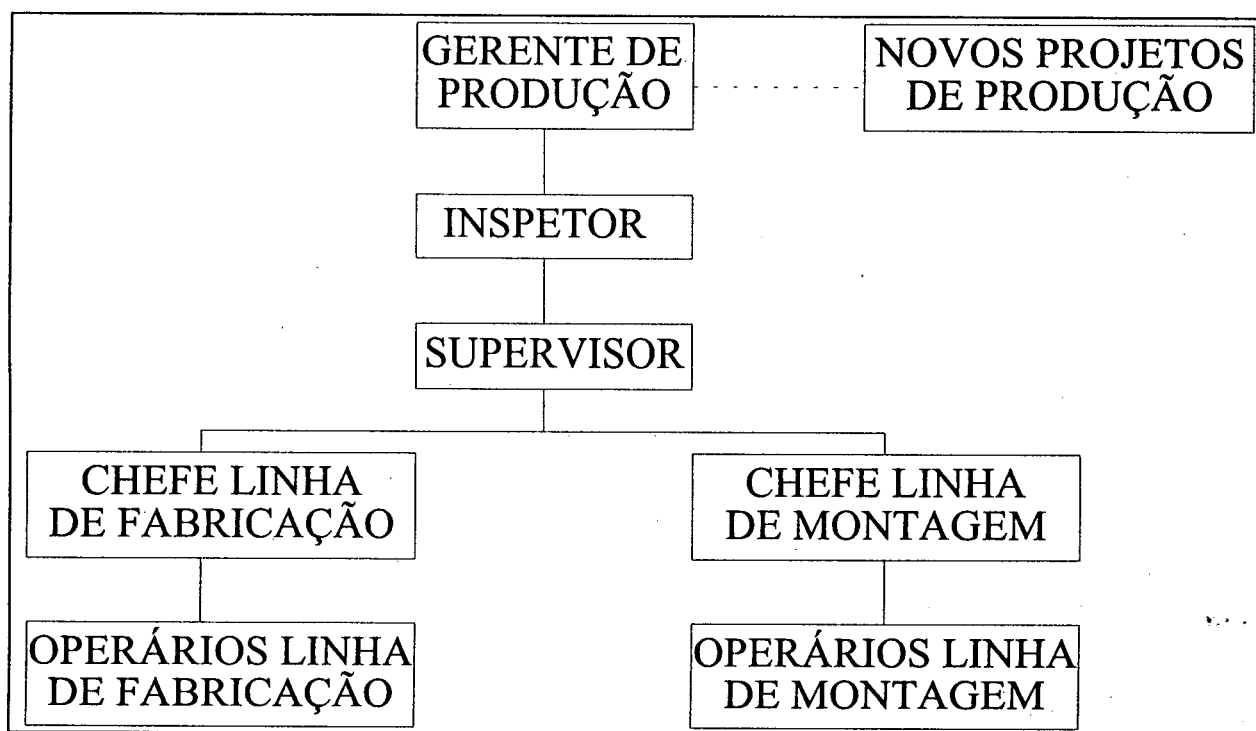 GERENTE DE
PRODUÇÃO
NOVOS PROJETOS
DE PRODUÇÃO
INSPETOR
SUPERVISOR
CHEFE LINHA
DE FABRICAÇÃO
CHEFE LINHA
DE MONTAGEM
OPERÁRIOS LINHA
DE FABRICAÇÃO
OPERÁRIOS LINHA
DE MONTAGEM